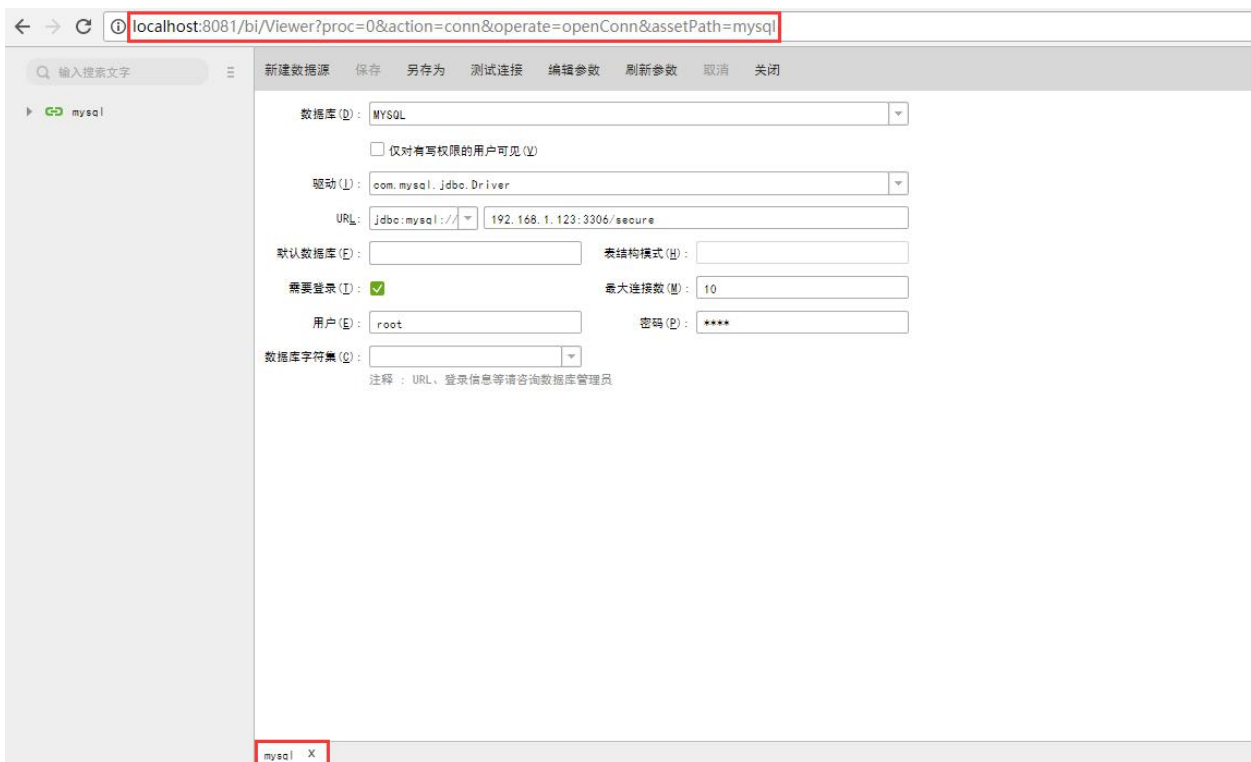 localhost:8081/bi/Viewer?proc=0&action=conn&operate=openConn&assetPath=mysql
输入搜索文字
新建数据源 保存 另存为 测试连接 编辑参数 刷新参数 取消 关闭
mysql
数据库(D): MYSQL
仅对有写权限的用户可见(V)
驱动(J): com.mysql.jdbc.Driver
URL: jdbc:mysql:// 192.168.1.123:3306/secure
默认数据库(F): 表结构模式(H):
需要登录(T): 最大连接数(M): 10
用户(E): root 密码(P): ****
数据库字符集(C):
注释 : URL、登录信息等请咨询数据库管理员
mysql X